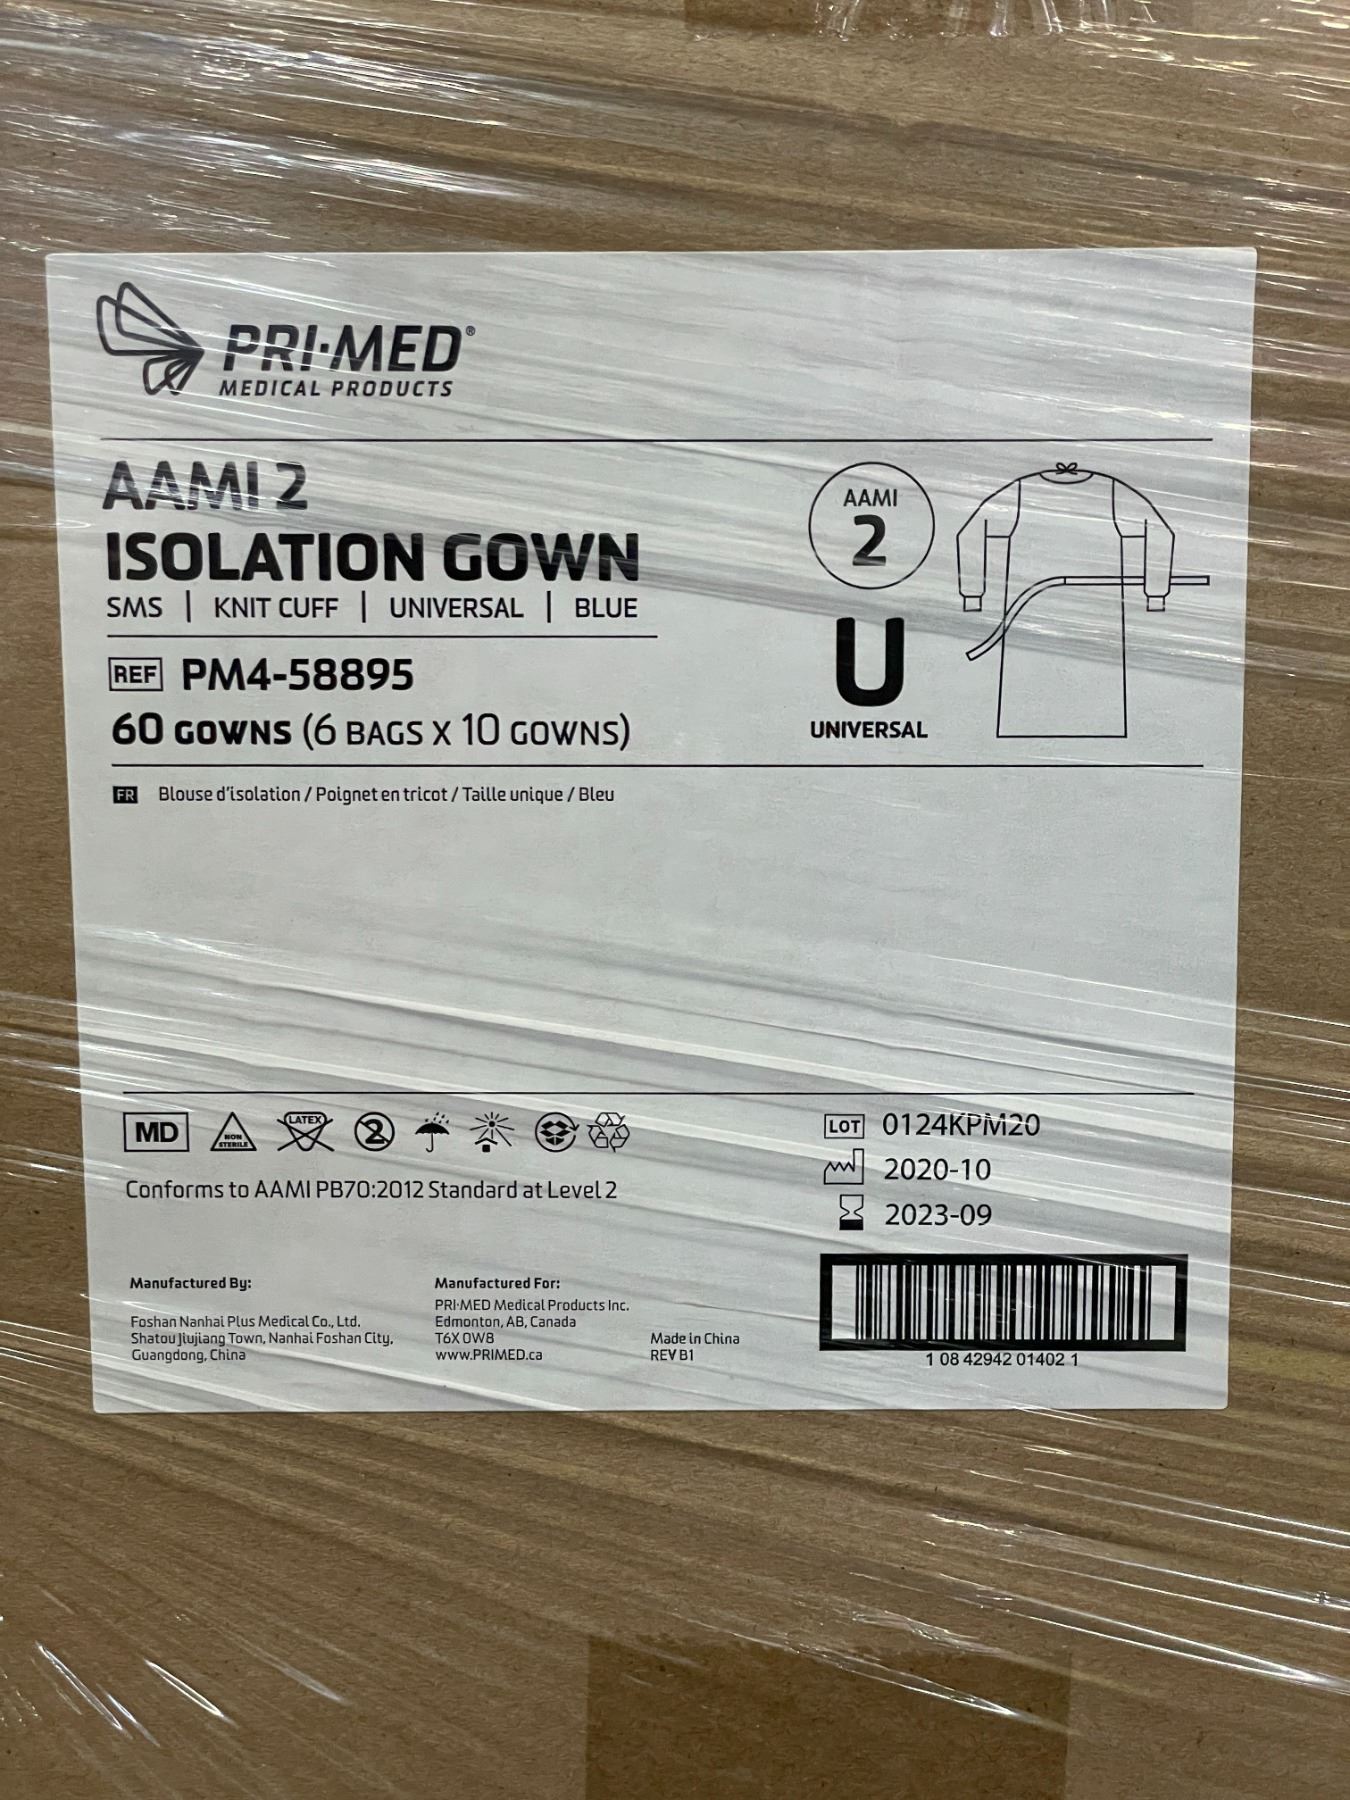 PRI·MED®
MEDICAL PRODUCTS
AAMI 2
ISOLATION GOWN
SMS | KNIT CUFF | UNIVERSAL | BLUE
REF PM4-58895
60 GOWNS (6 BAGS X 10 GOWNS)
AAMI
2
U
UNIVERSAL
FR Blouse d'isolation / Poignet en tricot / Taille unique / Bleu
MD
NON
STERILE
LATEX
2
Conforms to AAMI PB70:2012 Standard at Level 2
LOT 0124KPM20
2020-10
2023-09
Manufactured By:
Foshan Nanhai Plus Medical Co., Ltd.
Shatou Jiujiang Town, Nanhai Foshan City,
Guangdong, China
Manufactured For:
PRI·MED Medical Products Inc.
Edmonton, AB, Canada
T6X 0W8
www.PRIMED.ca
Made in China
REV B1
1 08 42942 01402 1